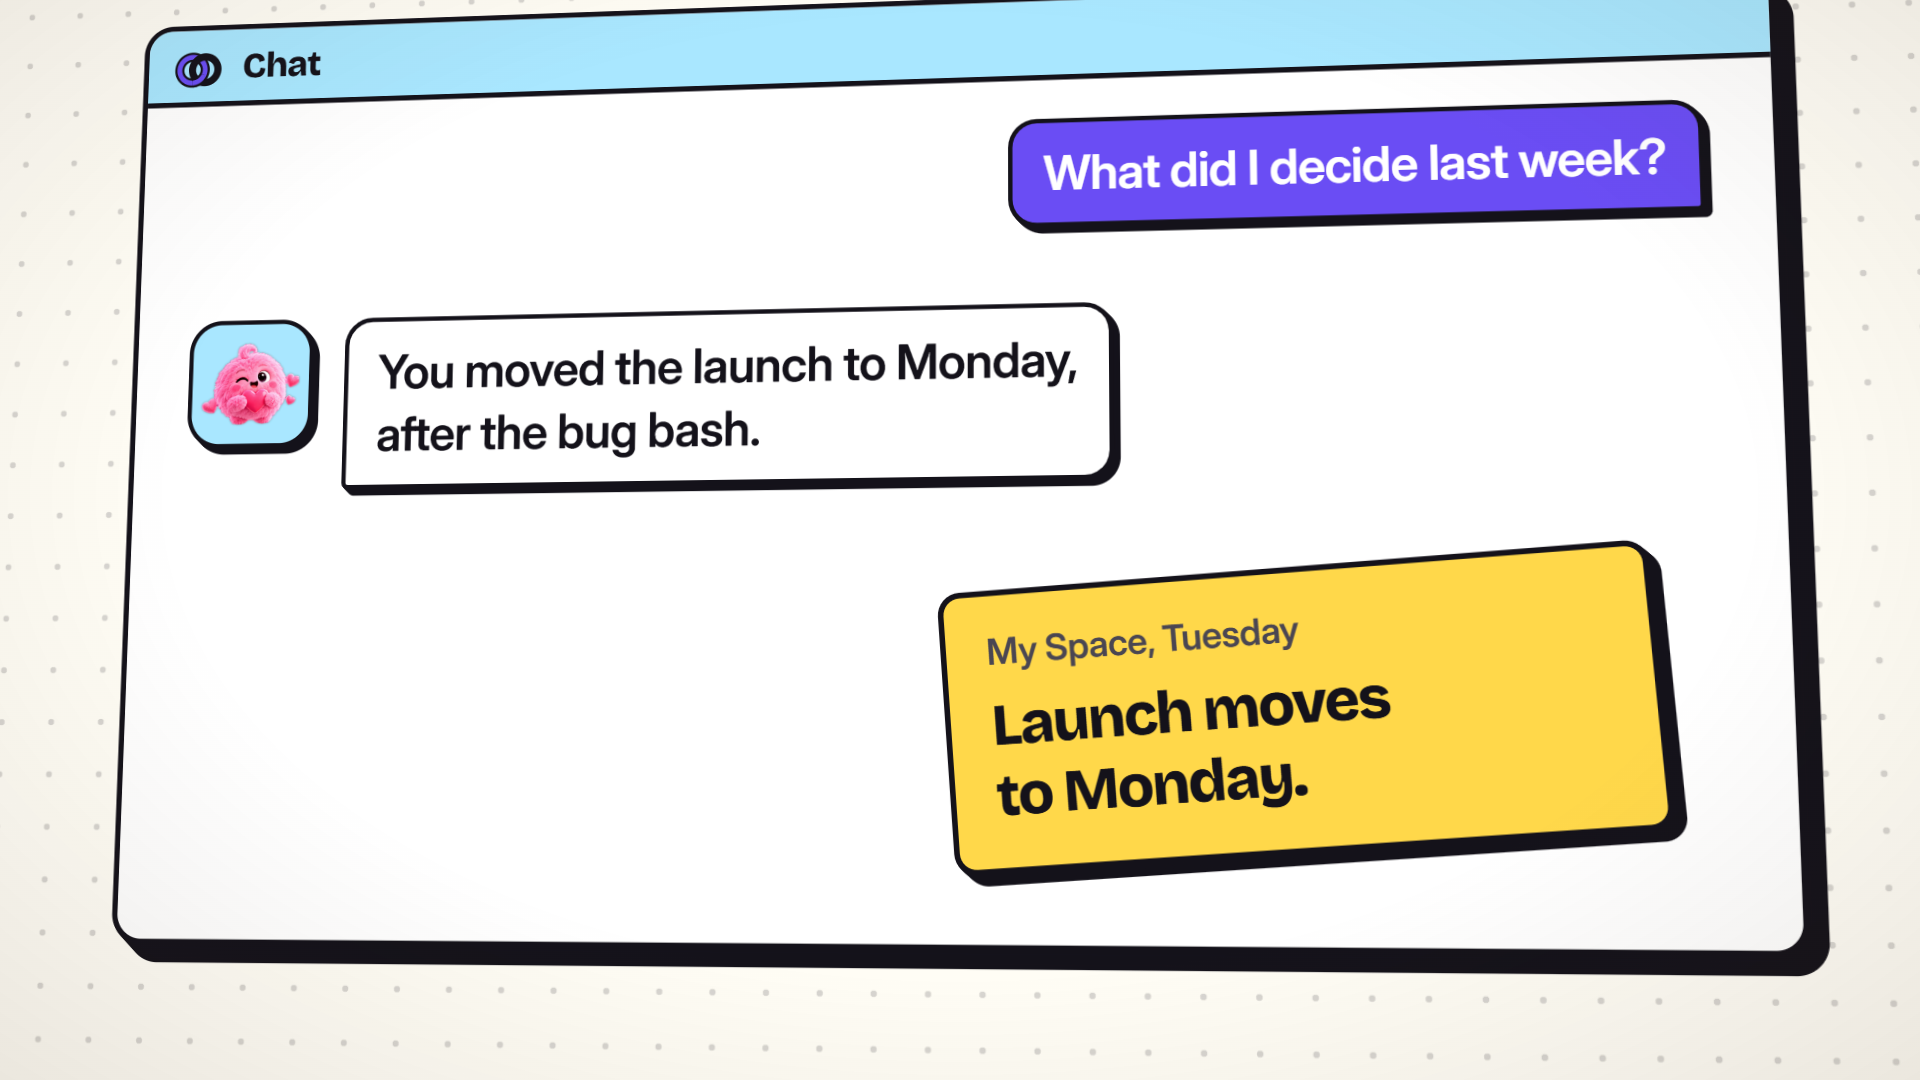 Chat
What did I decide last week?
You moved the launch to Monday,
after the bug bash.
My Space, Tuesday
Launch moves
to Monday.